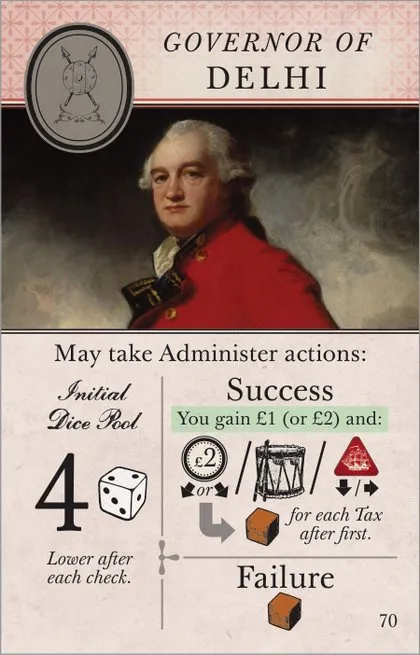 GOVERNOR OF
DELHI
May take Administer actions:
Initial
Dice Pool
4
Lower after
each check.
Success
You gain £1 (or £2) and:
£2
or
/
/
/
for each Tax
after first.
Failure
70